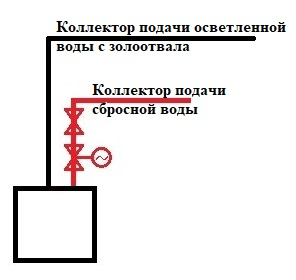 Коллектор подачи осветленной
воды с золоотвала
Коллектор подачи
сбросной воды